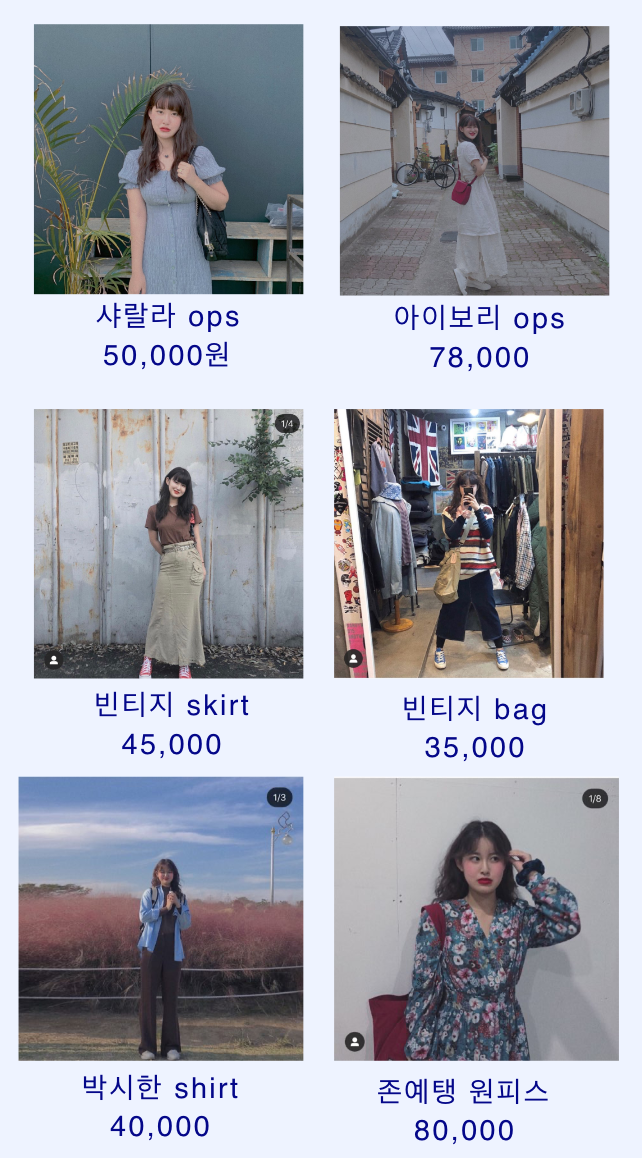 샤랄라 ops
50,000원
아이보리 ops
78,000
1/4
빈티지 skirt
45,000
빈티지 bag
35,000
1/3
박시한 shirt
40,000
1/8
존예탱 원피스
80,000